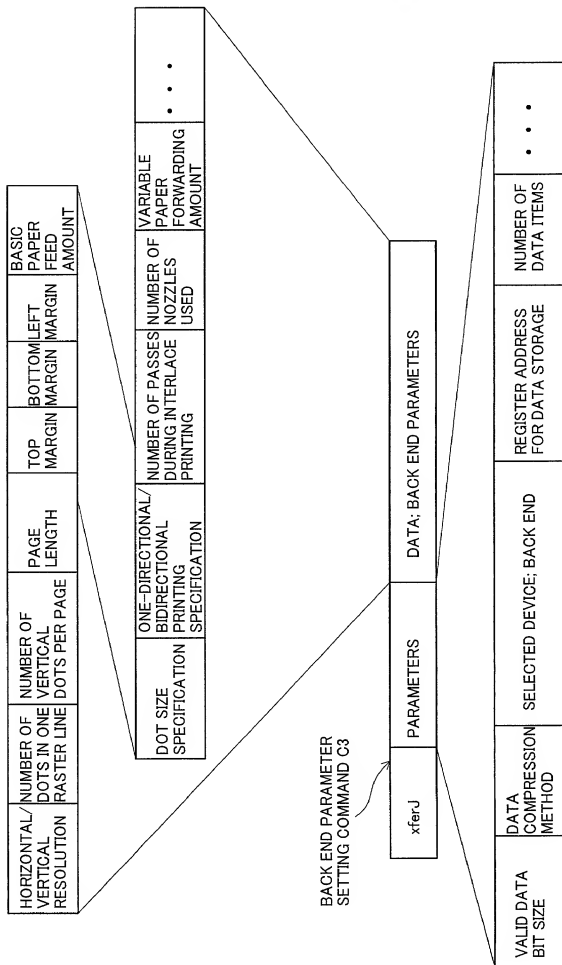 HORIZONTAL/
VERTICAL
RESOLUTION
NUMBER OF
DOTS IN ONE
RASTER LINE
NUMBER OF
VERTICAL
DOTS PER PAGE
PAGE
LENGTH
TOP
MARGIN
BOTTOM
MARGIN
LEFT
MARGIN
BASIC
PAPER
FEED
AMOUNT
DOT SIZE
SPECIFICATION
ONE-DIRECTIONAL/
BIDIRECTIONAL
PRINTING
SPECIFICATION
NUMBER OF PASSES
DURING INTERLACE
PRINTING
NUMBER OF
NOZZLES
USED
VARIABLE
PAPER
FORWARDING
AMOUNT
• • •
BACK END PARAMETER
SETTING COMMAND C3
xferJ
PARAMETERS
DATA; BACK END PARAMETERS
VALID DATA
BIT SIZE
DATA
COMPRESSION
METHOD
SELECTED DEVICE; BACK END
REGISTER ADDRESS
FOR DATA STORAGE
NUMBER OF
DATA ITEMS
• • •